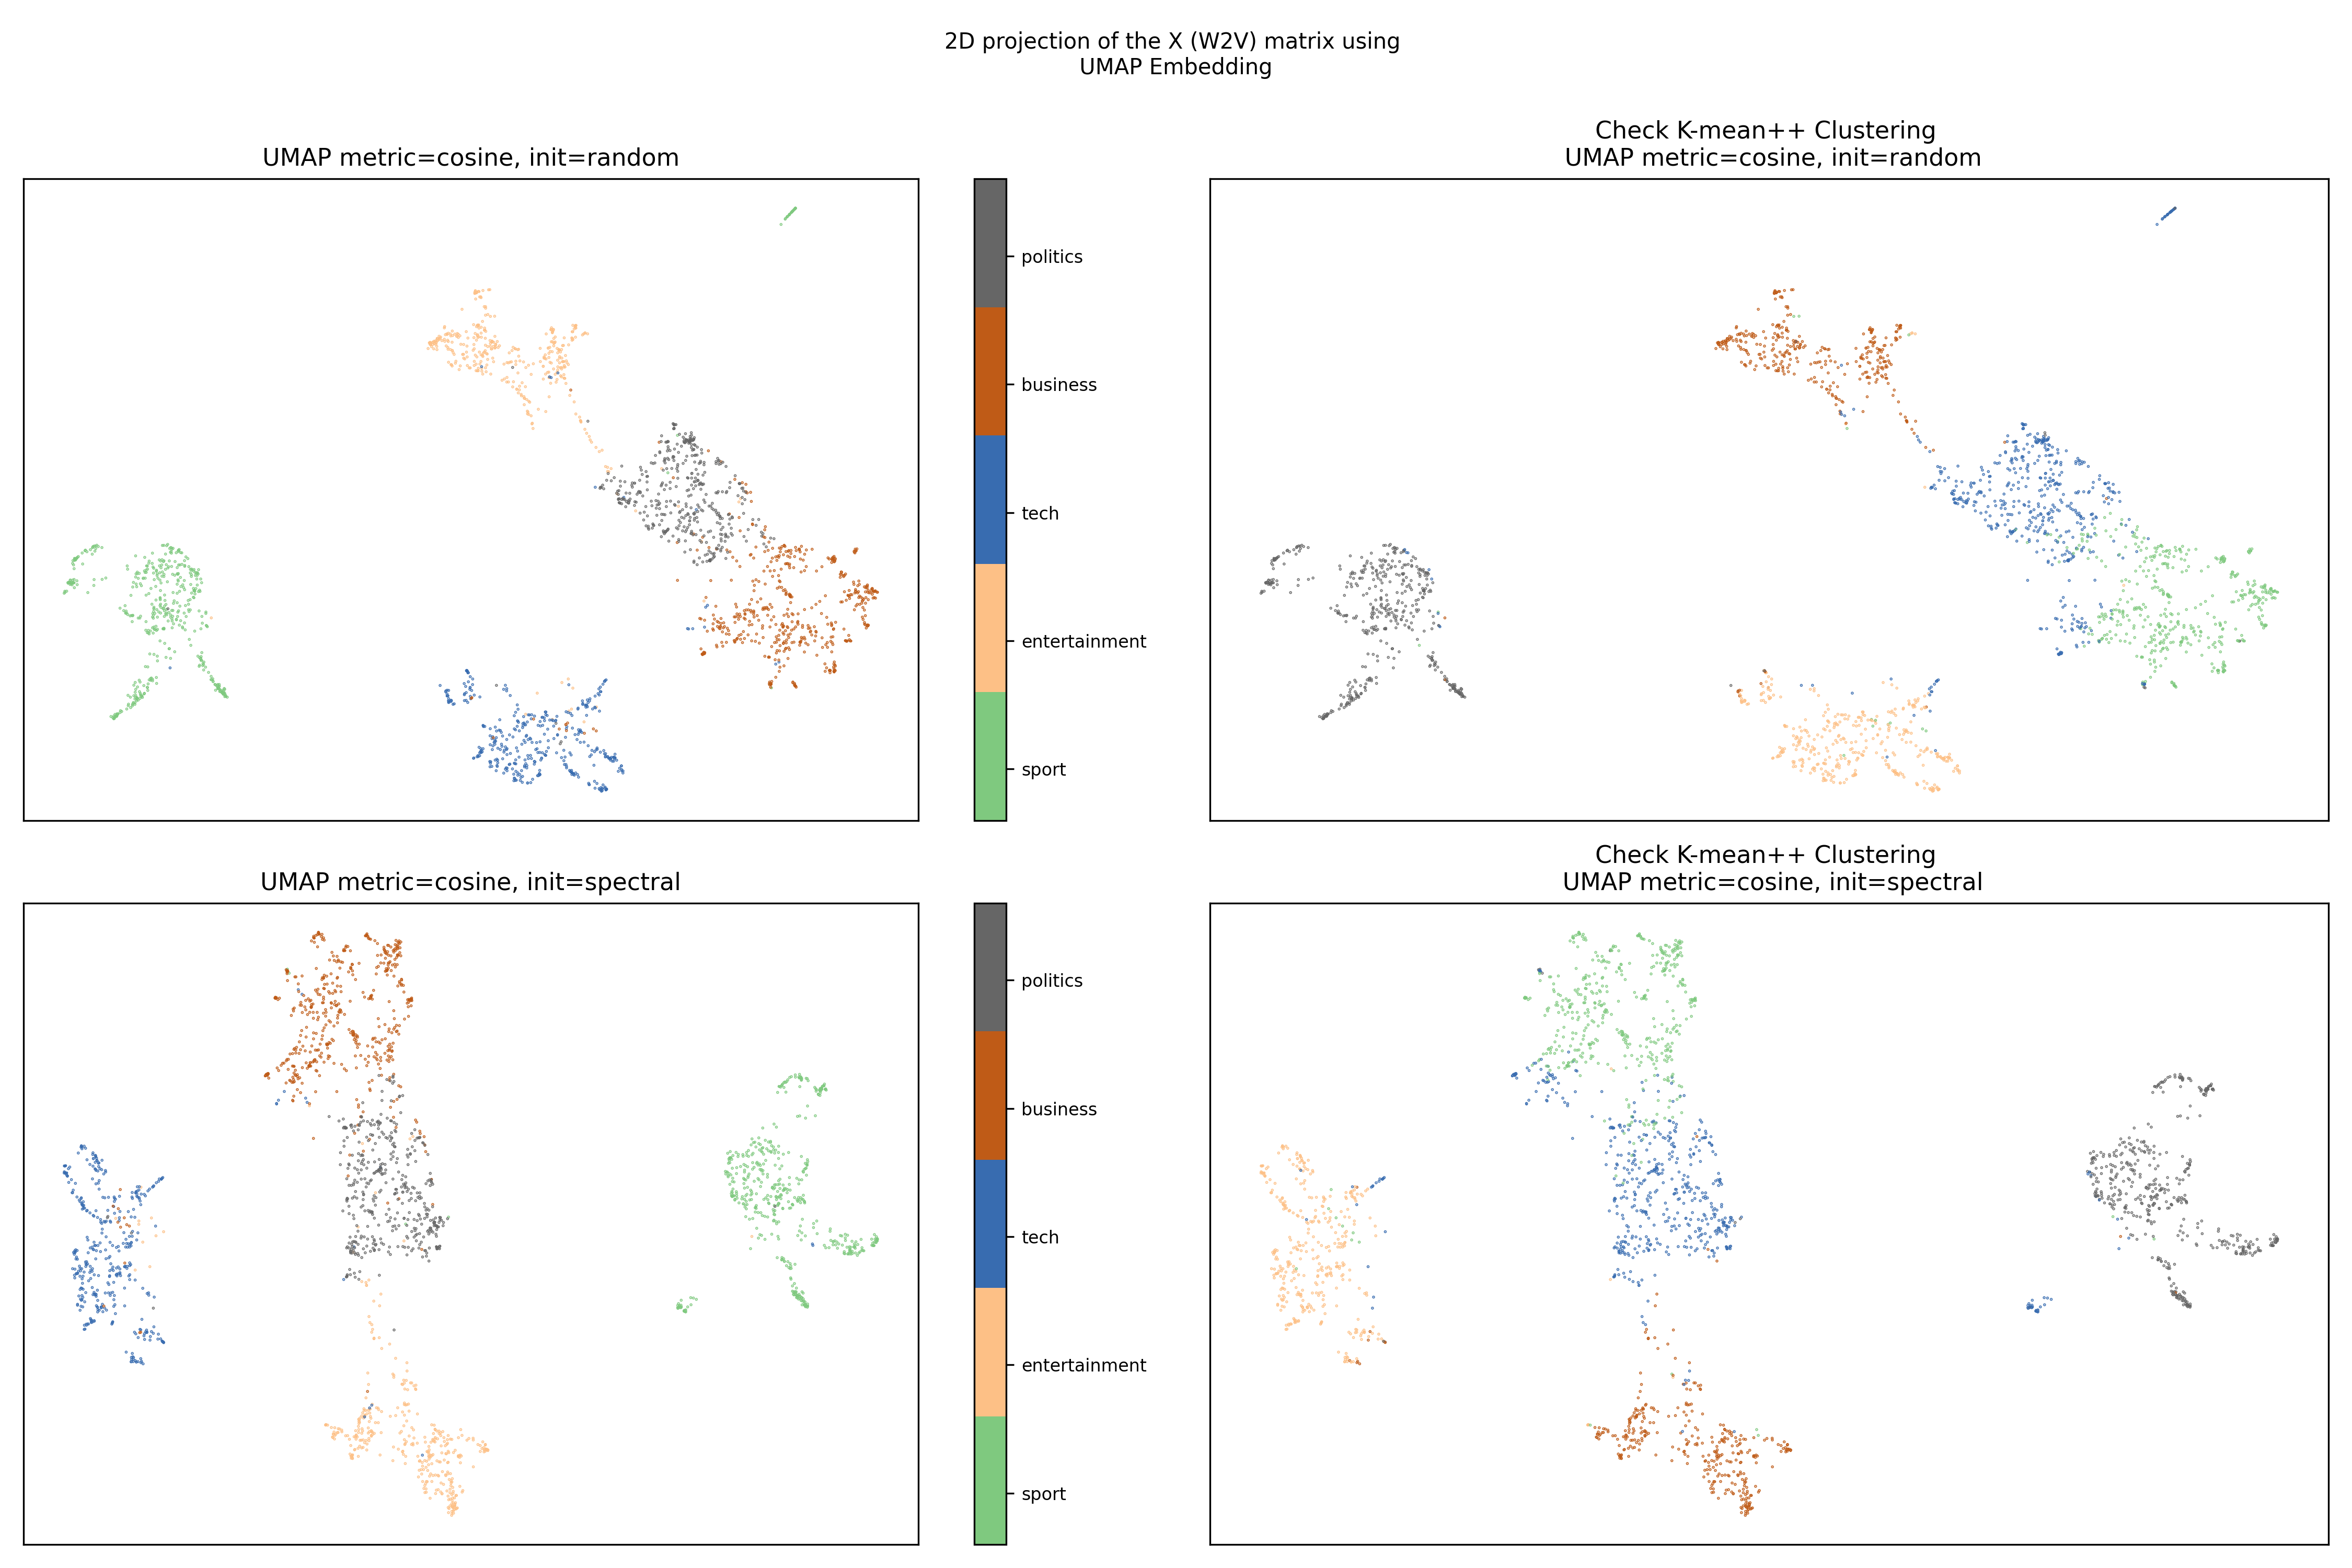 2D projection of the X (W2V) matrix using
UMAP Embedding
UMAP metric=cosine, init=random
politics
business
tech
entertainment
sport
Check K-mean++ Clustering
UMAP metric=cosine, init=random
UMAP metric=cosine, init=spectral
politics
business
tech
entertainment
sport
Check K-mean++ Clustering
UMAP metric=cosine, init=spectral